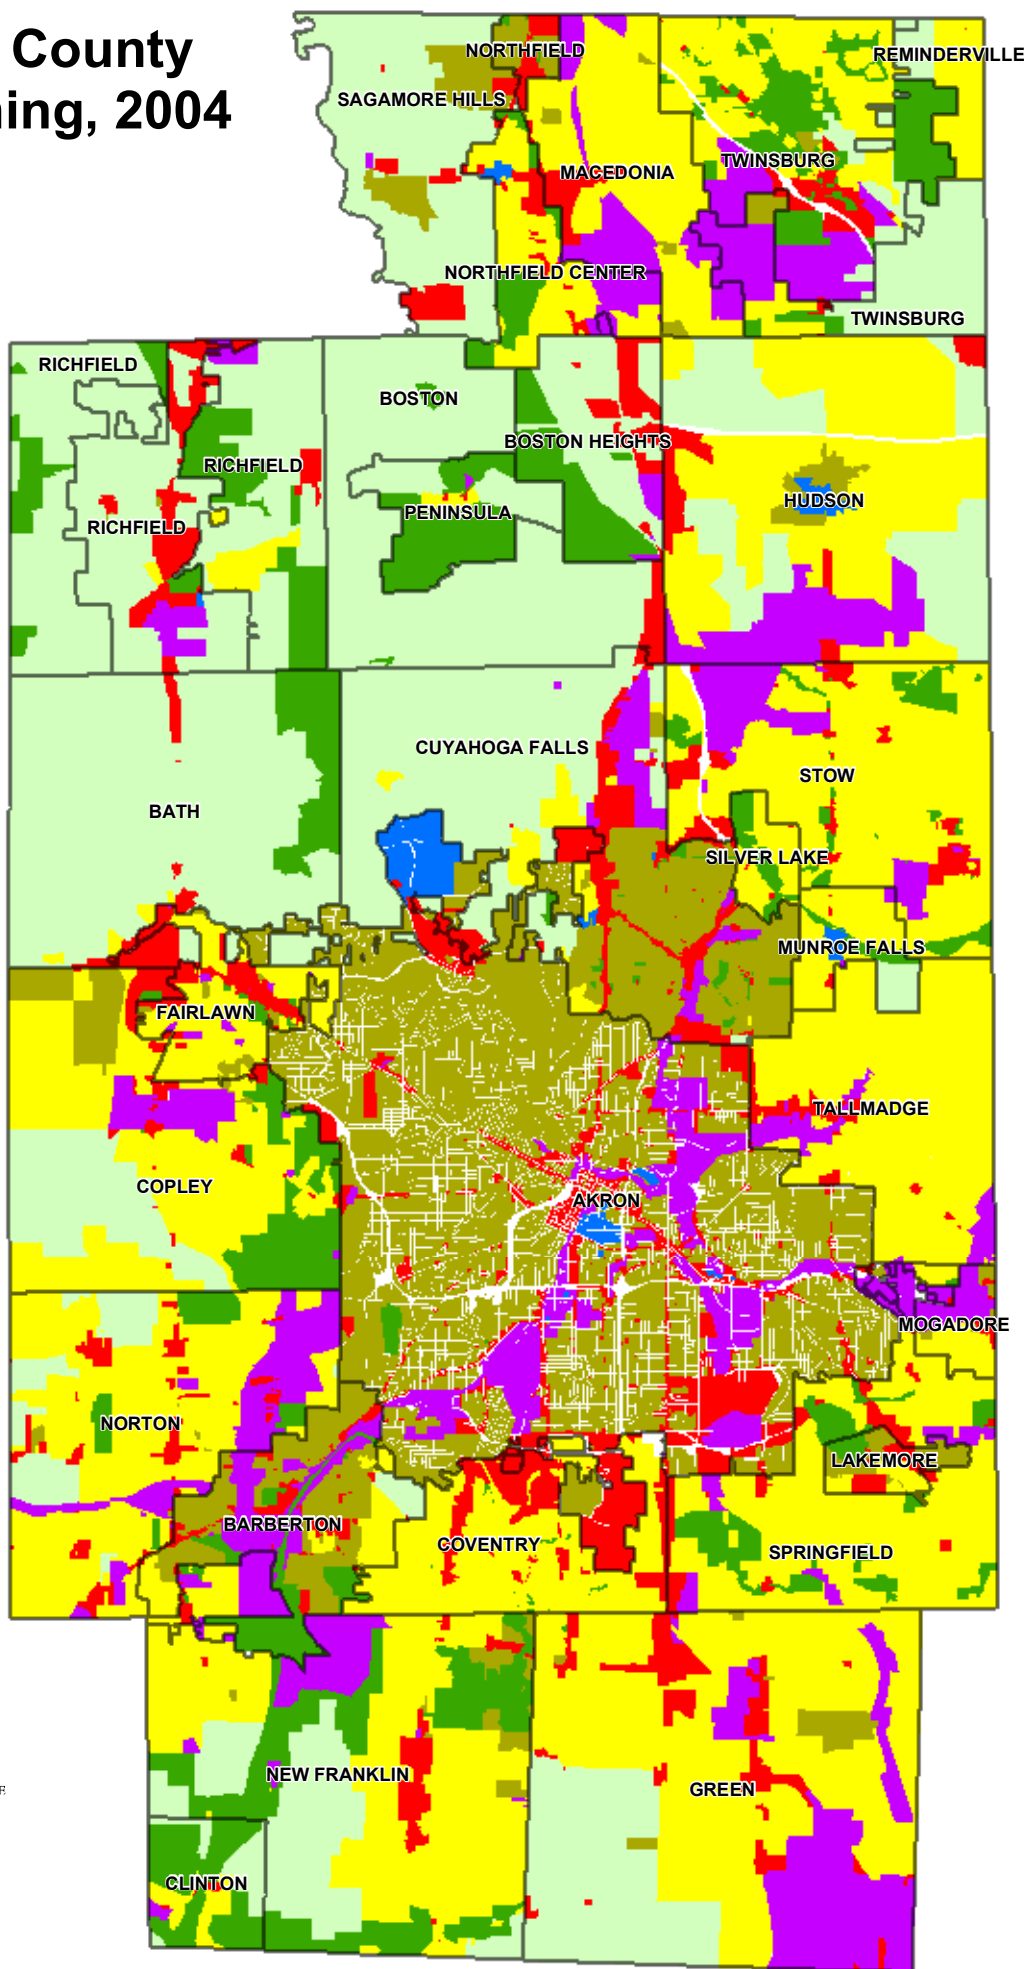 County
ning, 2004
NORTHFIELD
REMINDERVILLE
SAGAMORE HILLS
TWINSBURG
MACEDONIA
NORTHFIELD CENTER
TWINSBURG
RICHFIELD
BOSTON
BOSTON HEIGHTS
RICHFIELD
HUDSON
PENINSULA
RICHFIELD
CUYAHOGA FALLS
STOW
BATH
SILVER LAKE
MUNROE FALLS
FAIRLAWN
TALLMADGE
COPLEY
AKRON
MOGADORE
NORTON
LAKEMORE
BARBERTON
COVENTRY
SPRINGFIELD
NEW FRANKLIN
GREEN
E
CLINTON